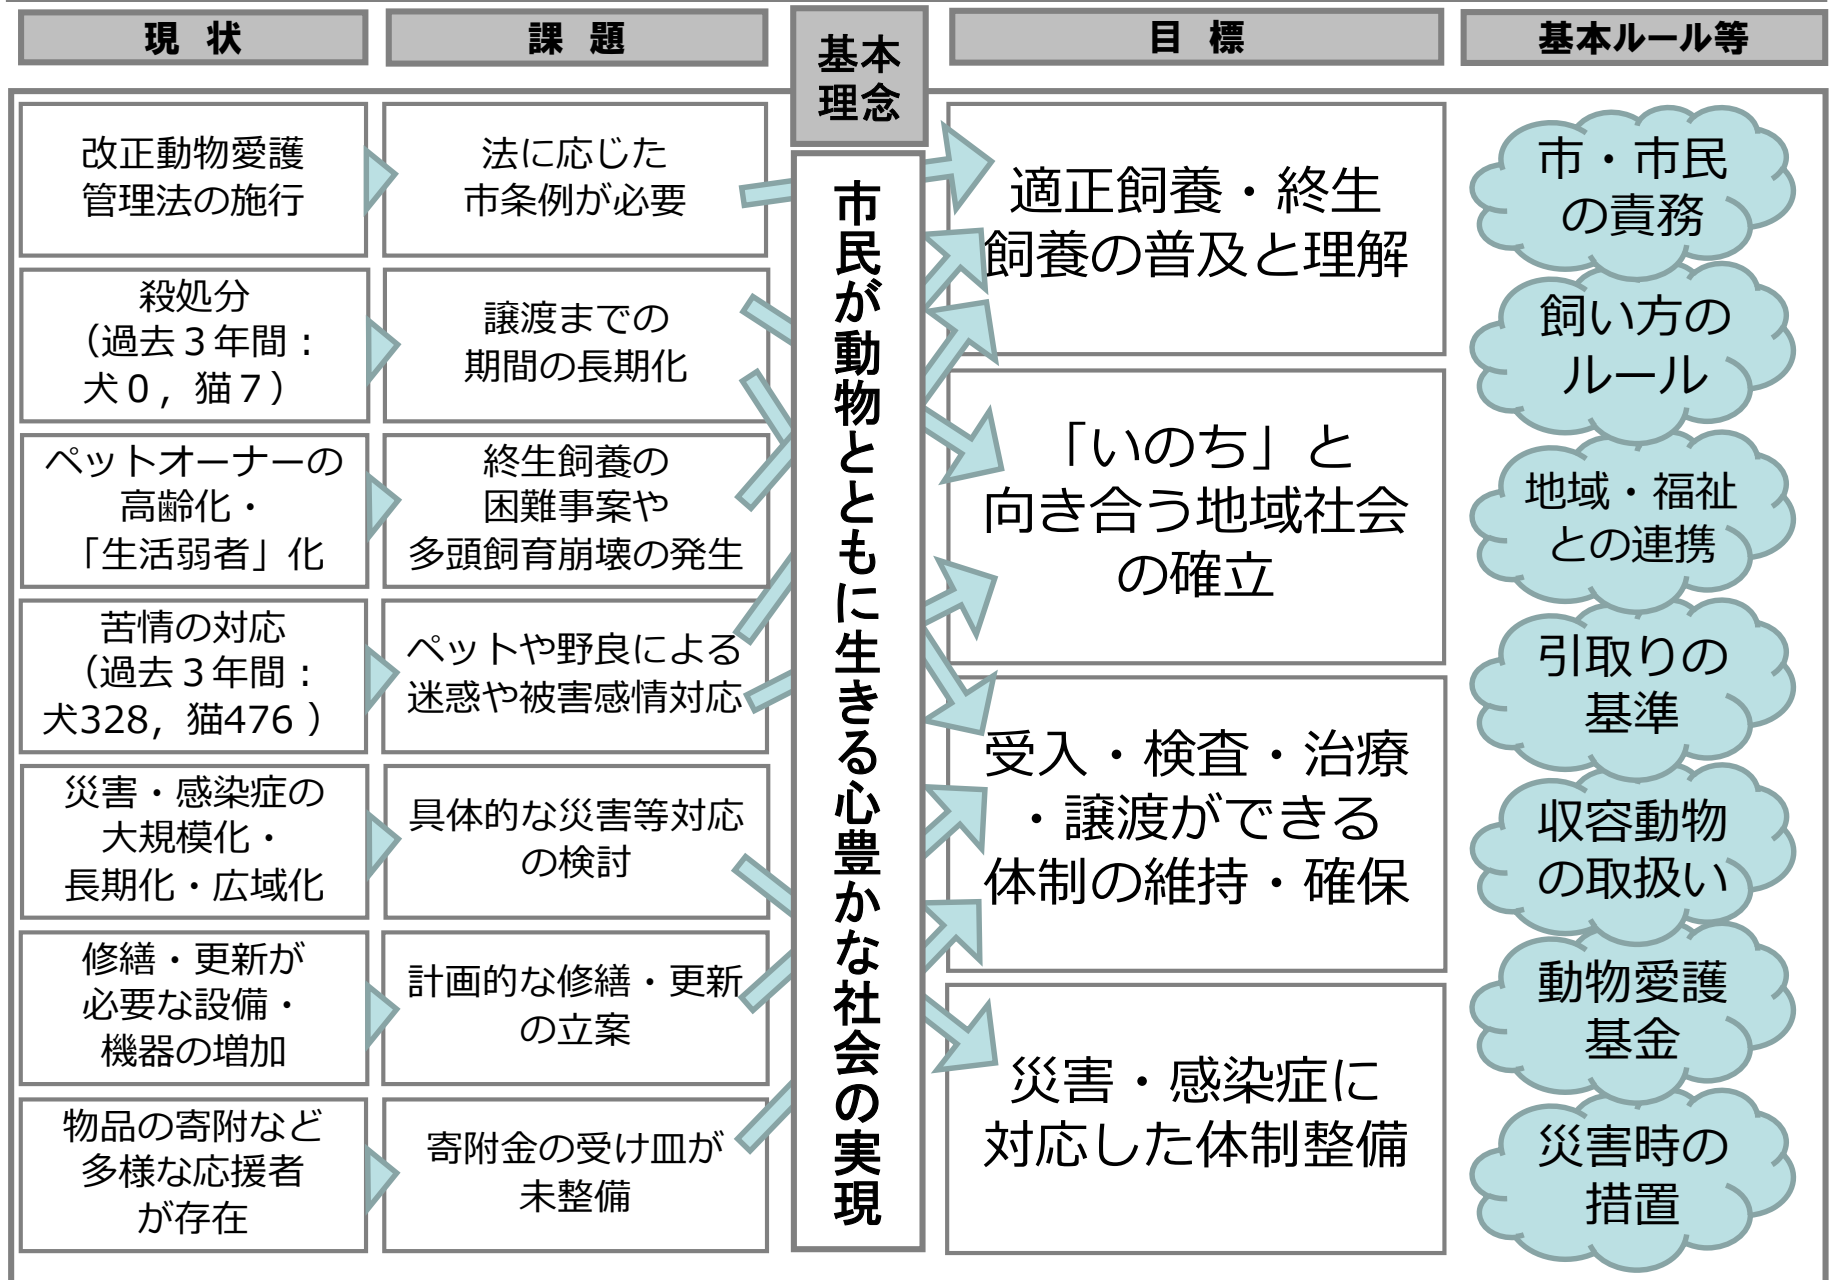 現 状
課 題
基本
理念
目 標
基本ルール等
改正動物愛護
管理法の施行
法に応じた
市条例が必要
殺処分
（過去３年間：
犬０，猫７）
譲渡までの
期間の長期化
ペットオーナーの
高齢化・
「生活弱者」化
終生飼養の
困難事案や
多頭飼育崩壊の発生
苦情の対応
（過去３年間：
犬328，猫476 ）
ペットや野良による
迷惑や被害感情対応
災害・感染症の
大規模化・
長期化・広域化
具体的な災害等対応
の検討
修繕・更新が
必要な設備・
機器の増加
計画的な修繕・更新
の立案
物品の寄附など
多様な応援者
が存在
寄附金の受け皿が
未整備
市民が動物とともに生きる心豊かな社会の実現
適正飼養・終生
飼養の普及と理解
「いのち」と
向き合う地域社会
の確立
受入・検査・治療
・譲渡ができる
体制の維持・確保
災害・感染症に
対応した体制整備
市・市民
の責務
飼い方の
ルール
地域・福祉
との連携
引取りの
基準
収容動物
の取扱い
動物愛護
基金
災害時の
措置